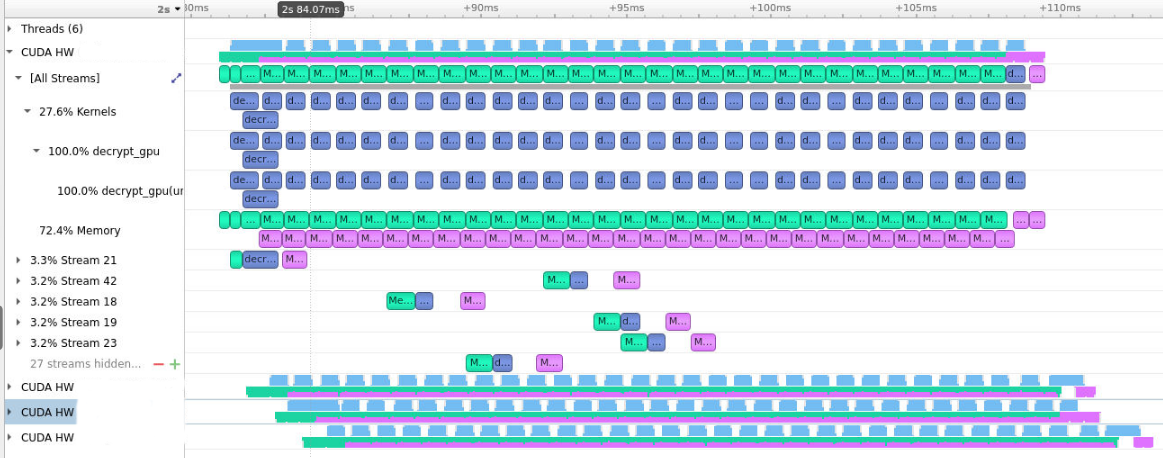 2s 30ms 2s 84.07ms +90ms +95ms +100ms +105ms +110ms
Threads (6)
CUDA HW
[All Streams] ... M... M... M... M... M... M... M... M... M... M... M... M... M... M... M... M... M... M... M... M... M... M... M... M... M... M... M... M... M... d... ...
27.6% Kernels de... d... d... d... d... d... d... ... d... d... d... d... d... ... d... d... ... d... d... ... d... d... ... d... d... d... d... ... d... d... d...
decr...
100.0% decrypt_gpu de... d... d... d... d... d... d... ... d... d... d... d... d... ... d... d... ... d... d... ... d... d... ... d... d... d... d... ... d... d... d...
decr...
100.0% decrypt_gpu(ur de... d... d... d... d... d... d... ... d... d... d... d... d... ... d... d... ... d... d... ... d... d... ... d... d... d... d... ... d... d... d...
decr...
72.4% Memory ... M... M... M... M... M... M... M... M... M... M... M... M... M... M... M... M... M... M... M... M... M... M... M... M... M... M... M... M... M... ... ...
M... M... M... M... M... M... M... M... M... M... M... M... M... M... M... M... M... M... M... M... M... M... M... M... M... M... M... M... M... ...
3.3% Stream 21 decr... M...
3.2% Stream 42 M... ... M...
3.2% Stream 18 Me... ... M...
3.2% Stream 19 M... d... M...
3.2% Stream 23 M... ... M...
27 streams hidden... − + M... d... M...
CUDA HW
CUDA HW
CUDA HW